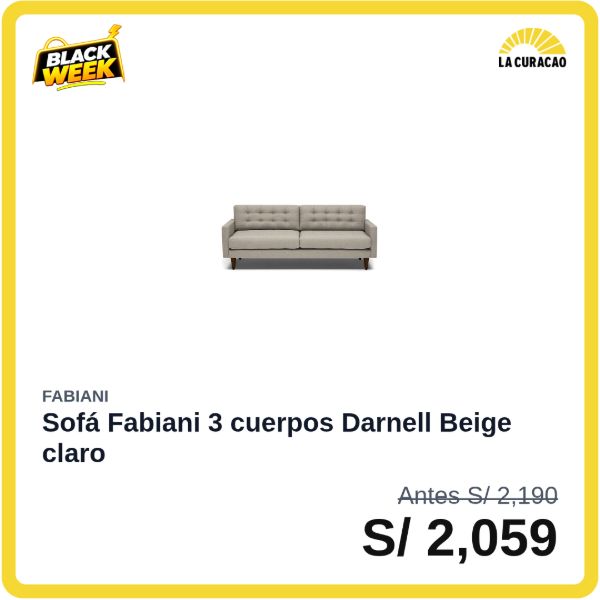 BLACK
WEEK
LA CURACAO
FABIANI
Sofá Fabiani 3 cuerpos Darnell Beige
claro
Antes S/ 2,190
S/ 2,059